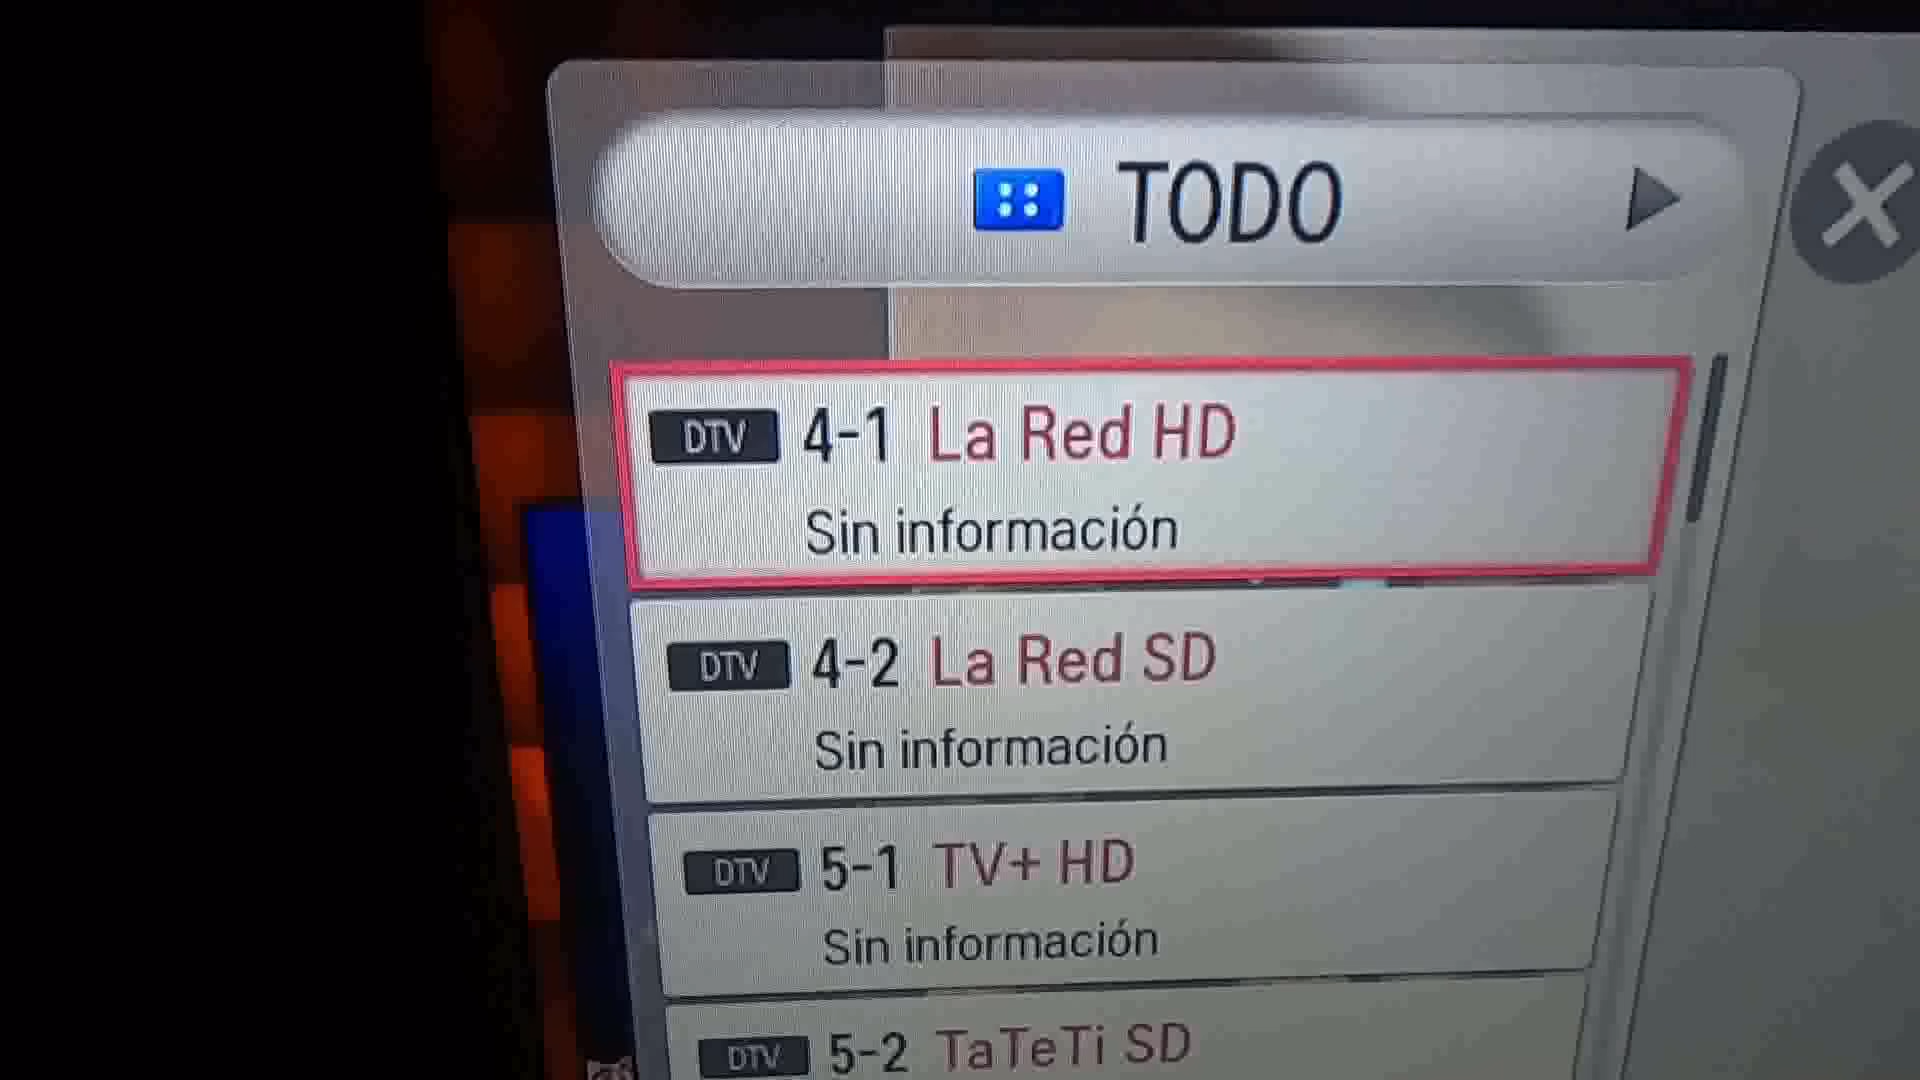 TODO
DTV 4-1 La Red HD
Sin información
DTV 4-2 La Red SD
Sin información
DTV 5-1 TV+ HD
Sin información
DTV 5-2 TaTeTi SD